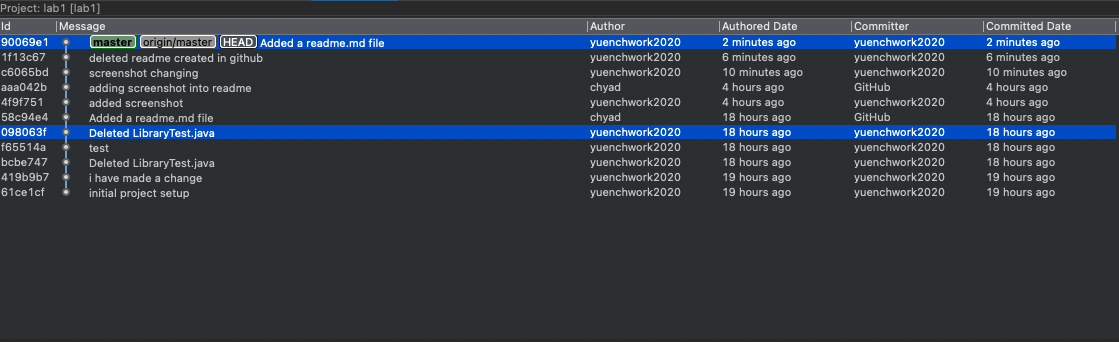 Project: lab1 [lab1]
Id Message Author Authored Date Committer Committed Date
90069e1 master origin/master HEAD Added a readme.md file yuenchwork2020 2 minutes ago yuenchwork2020 2 minutes ago
1f13c67 deleted readme created in github yuenchwork2020 6 minutes ago yuenchwork2020 6 minutes ago
c6065bd screenshot changing yuenchwork2020 10 minutes ago yuenchwork2020 10 minutes ago
aaa042b adding screenshot into readme chyad 4 hours ago GitHub 4 hours ago
4f9f751 added screenshot yuenchwork2020 4 hours ago yuenchwork2020 4 hours ago
58c94e4 Added a readme.md file chyad 18 hours ago GitHub 18 hours ago
098063f Deleted LibraryTest.java yuenchwork2020 18 hours ago yuenchwork2020 18 hours ago
f65514a test yuenchwork2020 18 hours ago yuenchwork2020 18 hours ago
bcbe747 Deleted LibraryTest.java yuenchwork2020 18 hours ago yuenchwork2020 18 hours ago
419b9b7 i have made a change yuenchwork2020 19 hours ago yuenchwork2020 19 hours ago
61ce1cf initial project setup yuenchwork2020 19 hours ago yuenchwork2020 19 hours ago